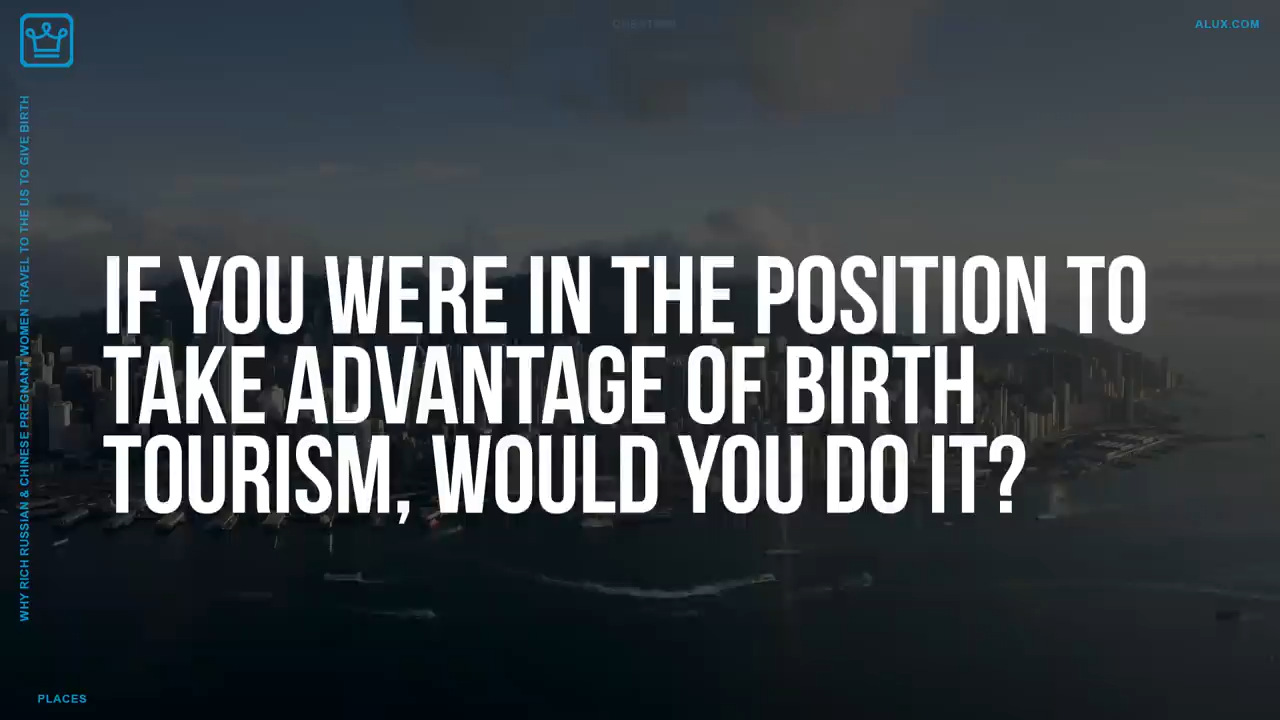 QUESTION
ALUX.COM
WHY RICH RUSSIAN & CHINESE PREGNANT WOMEN TRAVEL TO THE US TO GIVE BIRTH
IF YOU WERE IN THE POSITION TO
TAKE ADVANTAGE OF BIRTH
TOURISM, WOULD YOU DO IT?
PLACES